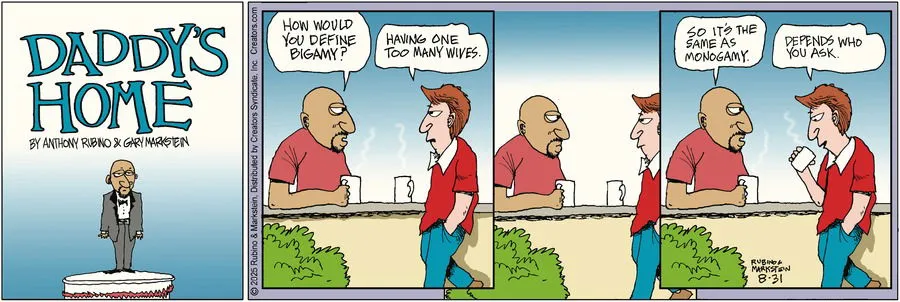 DADDY'S
HOME
BY ANTHONY RUBINO & GARY MARKSTEIN
© 2025 Rubino & Markstein. Distributed by Creators Syndicate, Inc. Creators.com
HOW WOULD
YOU DEFINE
BIGAMY?
HAVING ONE
TOO MANY WIVES.
SO IT'S THE
SAME AS
MONOGAMY.
DEPENDS WHO
YOU ASK.
RUBINO &
MARKSTEIN
8-31